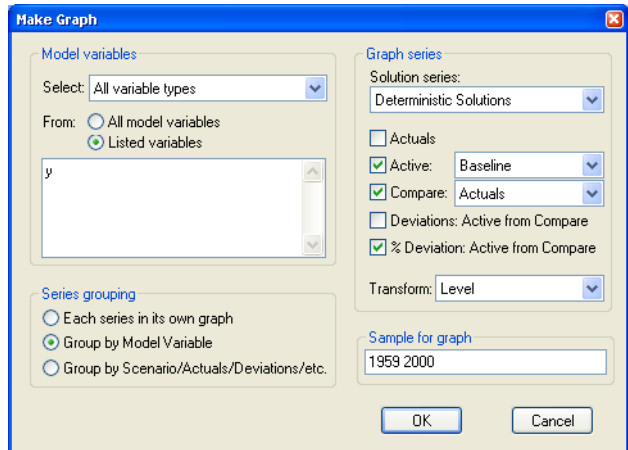 Make Graph
Model variables
Select: All variable types
From: All model variables
Listed variables
y
Series grouping
Each series in its own graph
Group by Model Variable
Group by Scenario/Actuals/Deviations/etc.
Graph series
Solution series:
Deterministic Solutions
Actuals
Active: Baseline
Compare: Actuals
Deviations: Active from Compare
% Deviation: Active from Compare
Transform: Level
Sample for graph
1959 2000
OK Cancel